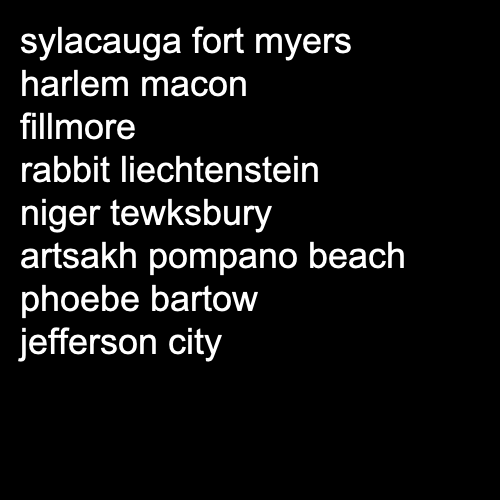 sylacauga fort myers
harlem macon
fillmore
rabbit liechtenstein
niger tewksbury
artsakh pompano beach
phoebe bartow
jefferson city